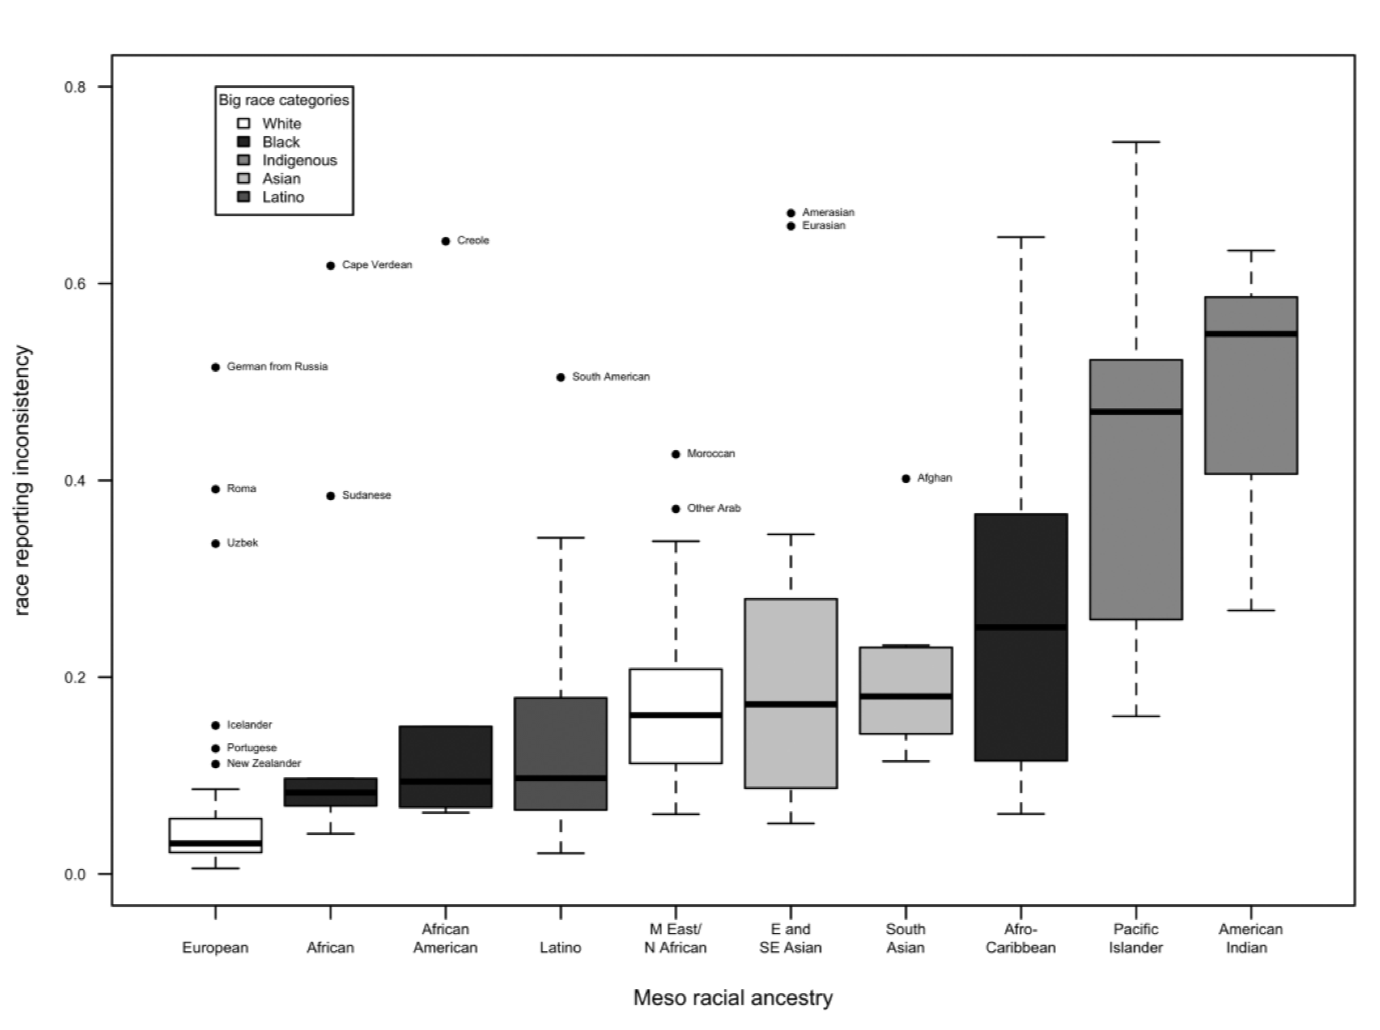 0.8
0.6
0.4
0.2
0.0
race reporting inconsistency
Big race categories
White
Black
Indigenous
Asian
Latino
Amerasian
Eurasian
Creole
Cape Verdean
German from Russia
South American
Moroccan
Afghan
Roma
Sudanese
Other Arab
Uzbek
Icelander
Portugese
New Zealander
European
African
African
American
Latino
M East/
N African
E and
SE Asian
South
Asian
Afro-
Caribbean
Pacific
Islander
American
Indian
Meso racial ancestry